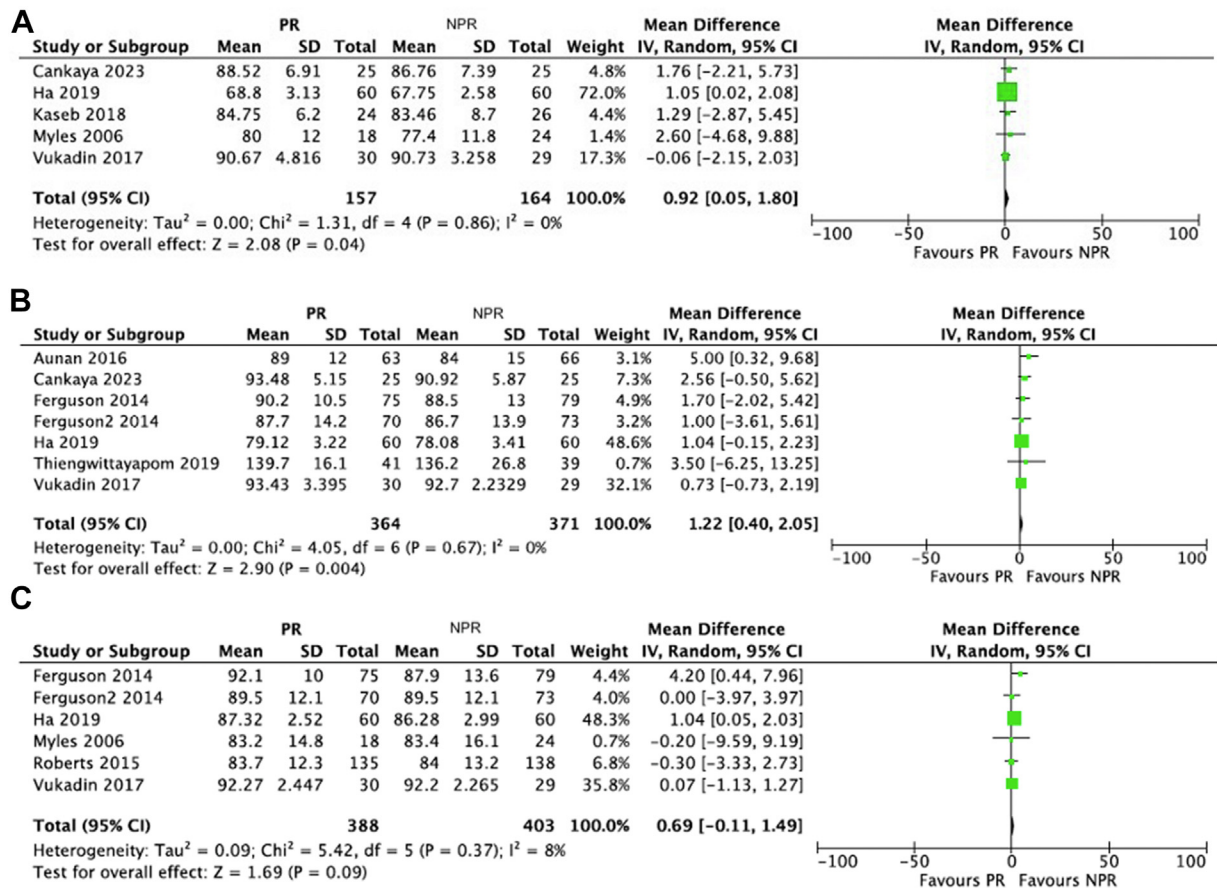 A
PR NPR Mean Difference Mean Difference
Study or Subgroup Mean SD Total Mean SD Total Weight IV, Random, 95% CI IV, Random, 95% CI
Cankaya 2023 88.52 6.91 25 86.76 7.39 25 4.8% 1.76 [-2.21, 5.73]
Ha 2019 68.8 3.13 60 67.75 2.58 60 72.0% 1.05 [0.02, 2.08]
Kaseb 2018 84.75 6.2 24 83.46 8.7 26 4.4% 1.29 [-2.87, 5.45]
Myles 2006 80 12 18 77.4 11.8 24 1.4% 2.60 [-4.68, 9.88]
Vukadin 2017 90.67 4.816 30 90.73 3.258 29 17.3% -0.06 [-2.15, 2.03]
Total (95% CI) 157 164 100.0% 0.92 [0.05, 1.80]
Heterogeneity: Tau² = 0.00; Chi² = 1.31, df = 4 (P = 0.86); I² = 0%
Test for overall effect: Z = 2.08 (P = 0.04)
-100 -50 0 50 100
Favours PR Favours NPR
B
PR NPR Mean Difference Mean Difference
Study or Subgroup Mean SD Total Mean SD Total Weight IV, Random, 95% CI IV, Random, 95% CI
Aunan 2016 89 12 63 84 15 66 3.1% 5.00 [0.32, 9.68]
Cankaya 2023 93.48 5.15 25 90.92 5.87 25 7.3% 2.56 [-0.50, 5.62]
Ferguson 2014 90.2 10.5 75 88.5 13 79 4.9% 1.70 [-2.02, 5.42]
Ferguson2 2014 87.7 14.2 70 86.7 13.9 73 3.2% 1.00 [-3.61, 5.61]
Ha 2019 79.12 3.22 60 78.08 3.41 60 48.6% 1.04 [-0.15, 2.23]
Thiengwittayapom 2019 139.7 16.1 41 136.2 26.8 39 0.7% 3.50 [-6.25, 13.25]
Vukadin 2017 93.43 3.395 30 92.7 2.2329 29 32.1% 0.73 [-0.73, 2.19]
Total (95% CI) 364 371 100.0% 1.22 [0.40, 2.05]
Heterogeneity: Tau² = 0.00; Chi² = 4.05, df = 6 (P = 0.67); I² = 0%
Test for overall effect: Z = 2.90 (P = 0.004)
-100 -50 0 50 100
Favours PR Favours NPR
C
PR NPR Mean Difference Mean Difference
Study or Subgroup Mean SD Total Mean SD Total Weight IV, Random, 95% CI IV, Random, 95% CI
Ferguson 2014 92.1 10 75 87.9 13.6 79 4.4% 4.20 [0.44, 7.96]
Ferguson2 2014 89.5 12.1 70 89.5 12.1 73 4.0% 0.00 [-3.97, 3.97]
Ha 2019 87.32 2.52 60 86.28 2.99 60 48.3% 1.04 [0.05, 2.03]
Myles 2006 83.2 14.8 18 83.4 16.1 24 0.7% -0.20 [-9.59, 9.19]
Roberts 2015 83.7 12.3 135 84 13.2 138 6.8% -0.30 [-3.33, 2.73]
Vukadin 2017 92.27 2.447 30 92.2 2.265 29 35.8% 0.07 [-1.13, 1.27]
Total (95% CI) 388 403 100.0% 0.69 [-0.11, 1.49]
Heterogeneity: Tau² = 0.09; Chi² = 5.42, df = 5 (P = 0.37); I² = 8%
Test for overall effect: Z = 1.69 (P = 0.09)
-100 -50 0 50 100
Favours PR Favours NPR